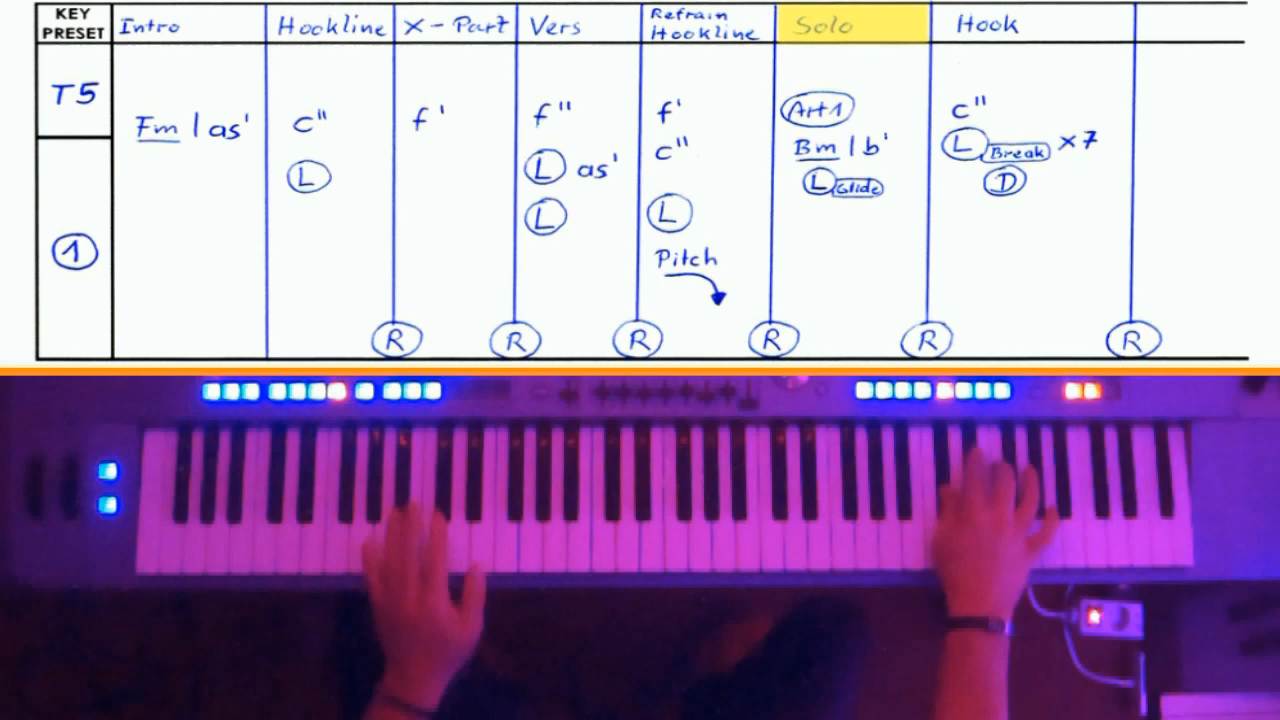 KEY PRESET
Intro
Hookline
X-Part
Vers
Refrain
Hookline
Solo
Hook
T5
1
Fm | as'
c"
L
f'
f"
L as'
L
f'
c"
L
Pitch
Art1
Bm | b'
L Glide
c"
L Break x7
D
R
R
R
R
R
R